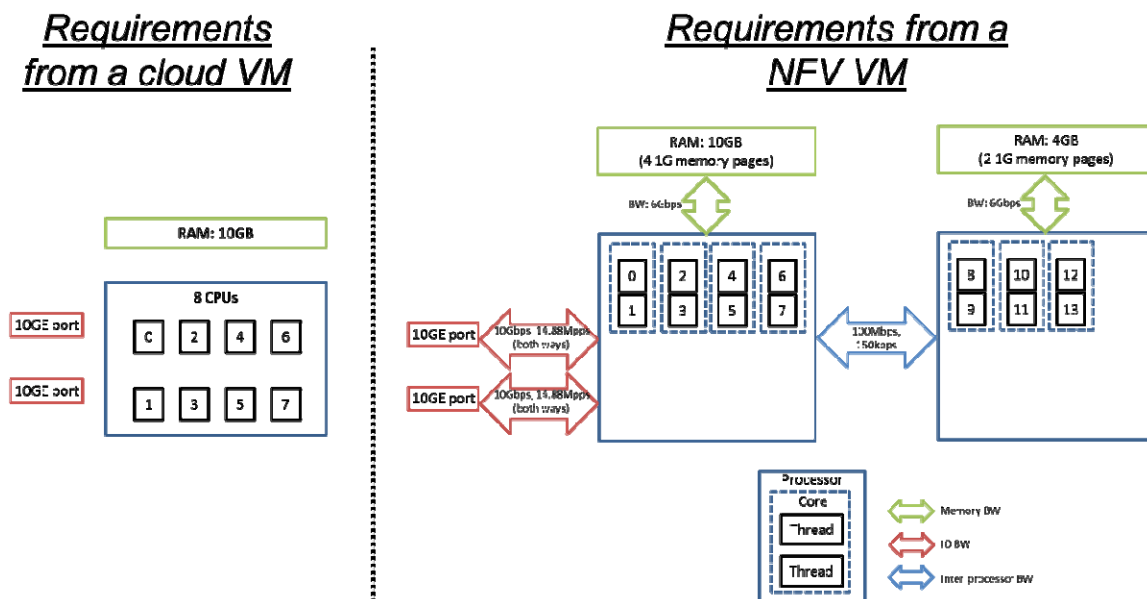 Requirements
from a cloud VM
RAM: 10GB
8 CPUs
10GE port
10GE port
0 2 4 6
1 3 5 7
Requirements from a
NFV VM
RAM: 10GB
(4 1G memory pages)
RAM: 4GB
(2 1G memory pages)
BW: 6Gbps
BW: 6Gbps
0 2 4 6
1 3 5 7
8 10 12
9 11 13
10GE port
10Gbps, 14.88Mpps
(both ways)
10GE port
10Gbps, 14.88Mpps
(both ways)
100Mbps,
150kpps
Processor
Core
Thread
Thread
Memory BW
IO BW
Inter processor BW